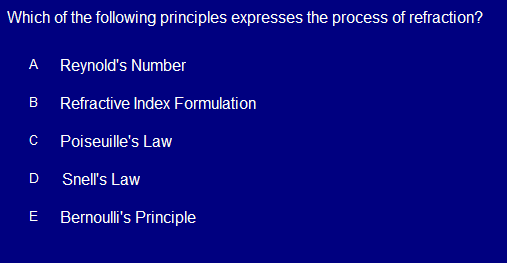 Which of the following principles expresses the process of refraction?
A Reynold's Number
B Refractive Index Formulation
C Poiseuille's Law
D Snell's Law
E Bernoulli's Principle